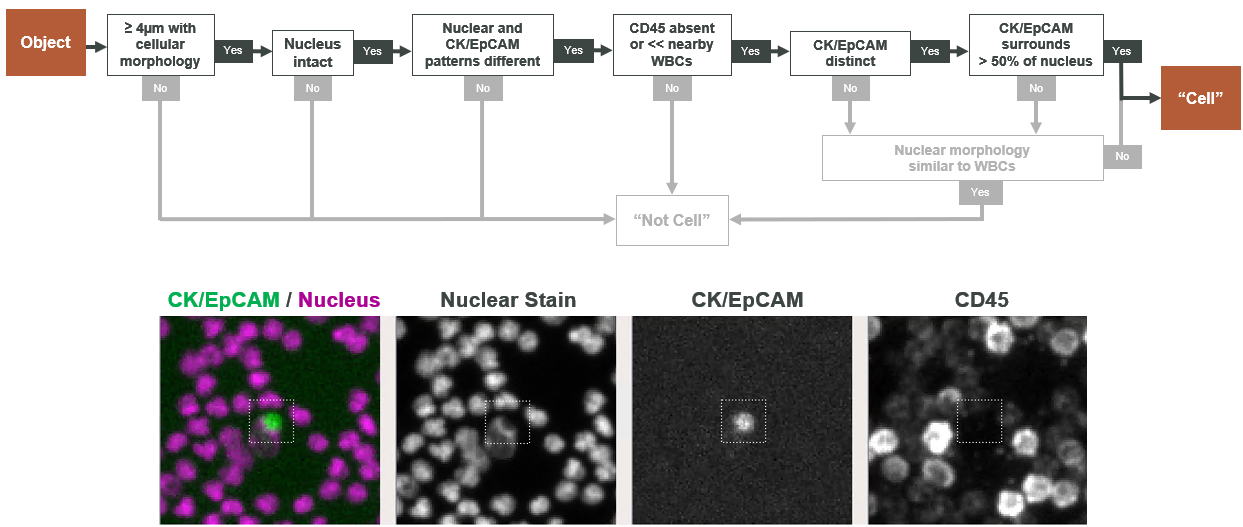 Object
≥ 4µm with
cellular
morphology
Yes
Nucleus
intact
Yes
Nuclear and
CK/EpCAM
patterns different
Yes
CD45 absent
or << nearby
WBCs
Yes
CK/EpCAM
distinct
Yes
CK/EpCAM
surrounds
> 50% of nucleus
Yes
"Cell"
No
No
No
No
No
No
Nuclear morphology
similar to WBCs
No
Yes
"Not Cell"
CK/EpCAM / Nucleus
Nuclear Stain
CK/EpCAM
CD45